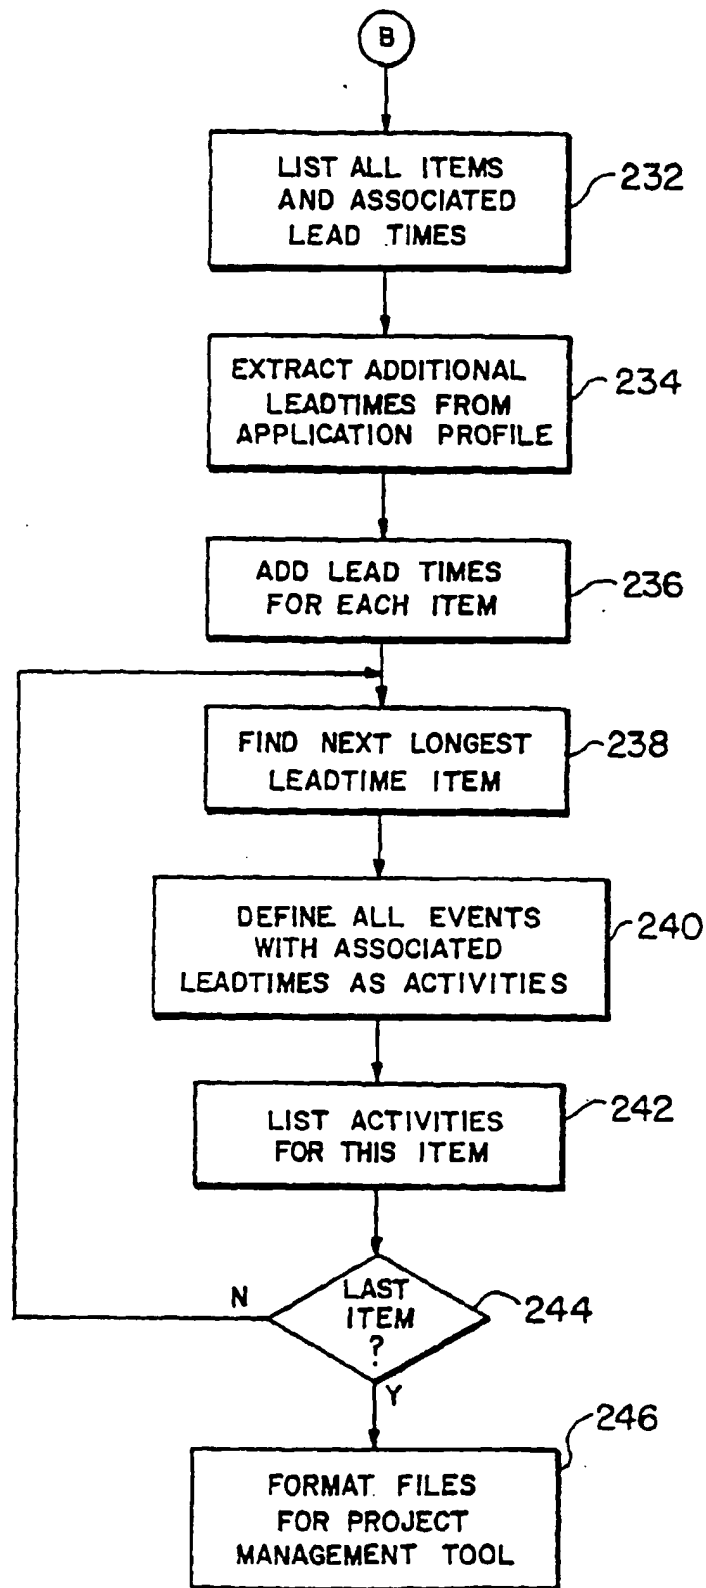 B
LIST ALL ITEMS
AND ASSOCIATED
LEAD TIMES
232
EXTRACT ADDITIONAL
LEADTIMES FROM
APPLICATION PROFILE
234
ADD LEAD TIMES
FOR EACH ITEM
236
FIND NEXT LONGEST
LEADTIME ITEM
238
DEFINE ALL EVENTS
WITH ASSOCIATED
LEADTIMES AS ACTIVITIES
240
LIST ACTIVITIES
FOR THIS ITEM
242
N
LAST
ITEM
?
244
Y
246
FORMAT FILES
FOR PROJECT
MANAGEMENT TOOL